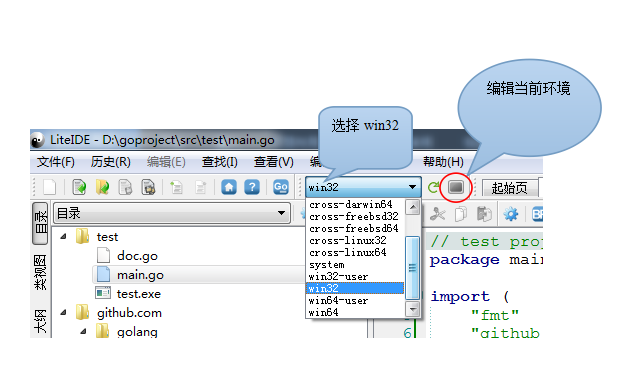 编辑当前环境
选择 win32
LiteIDE - D:\goproject\src\test\main.go
文件(F) 历史(R) 编辑(E) 查找(I) 查看(V) 帮助(H)
Go win32 起始页
目录
目录
类视图
大纲
test
doc.go
main.go
test.exe
github.com
golang
cross-darwin64
cross-freebsd32
cross-freebsd64
cross-linux32
cross-linux64
system
win32-user
win32
win64-user
win64
// test proj
package main
import (
"fmt"
6 "github